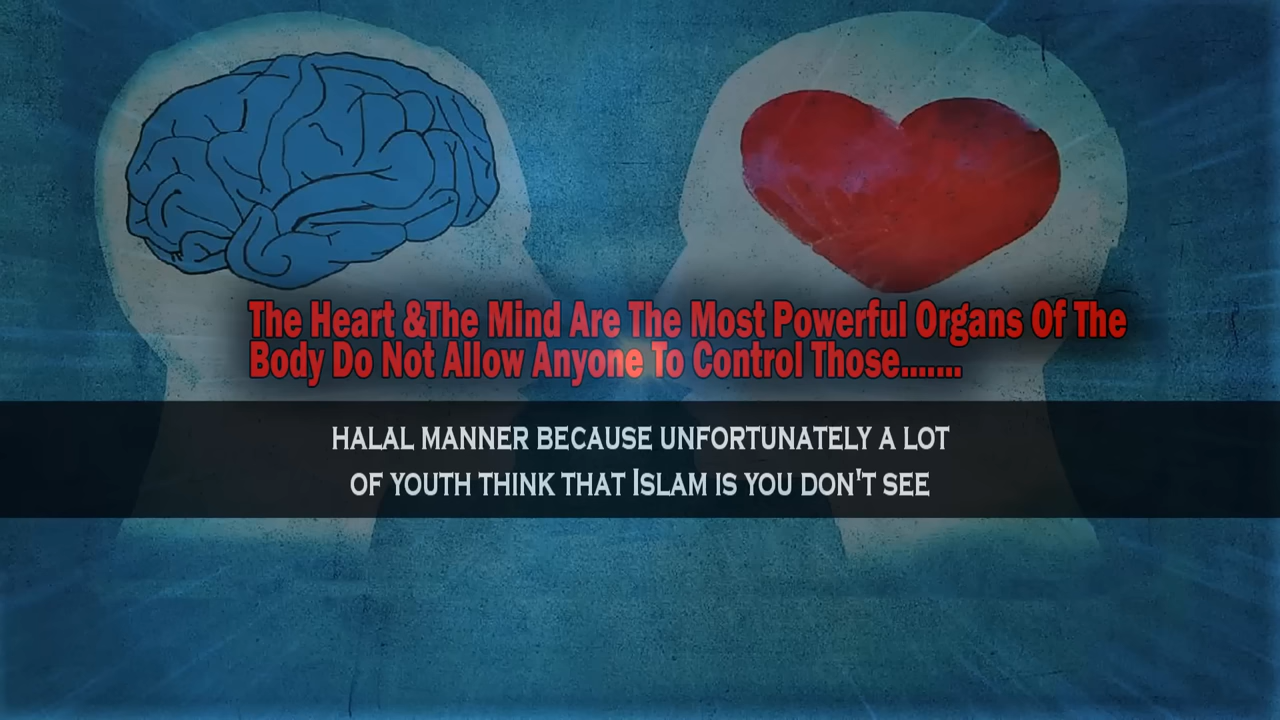 The Heart &The Mind Are The Most Powerful Organs Of The
Body Do Not Allow Anyone To Control Those.......
HALAL MANNER BECAUSE UNFORTUNATELY A LOT
OF YOUTH THINK THAT ISLAM IS YOU DON'T SEE